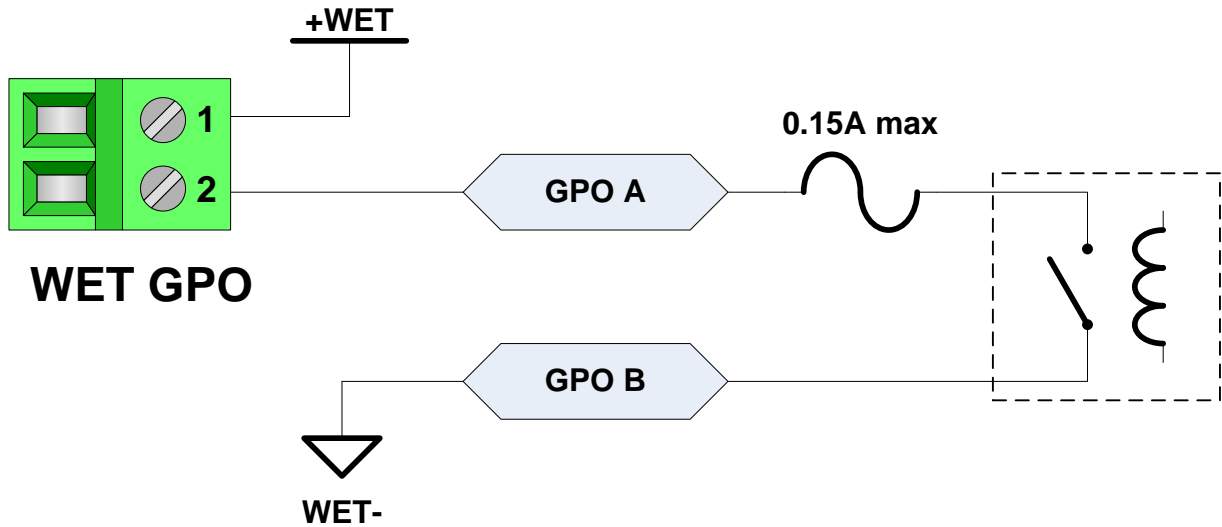 +WET
1
2
0.15A max
GPO A
WET GPO
GPO B
WET-